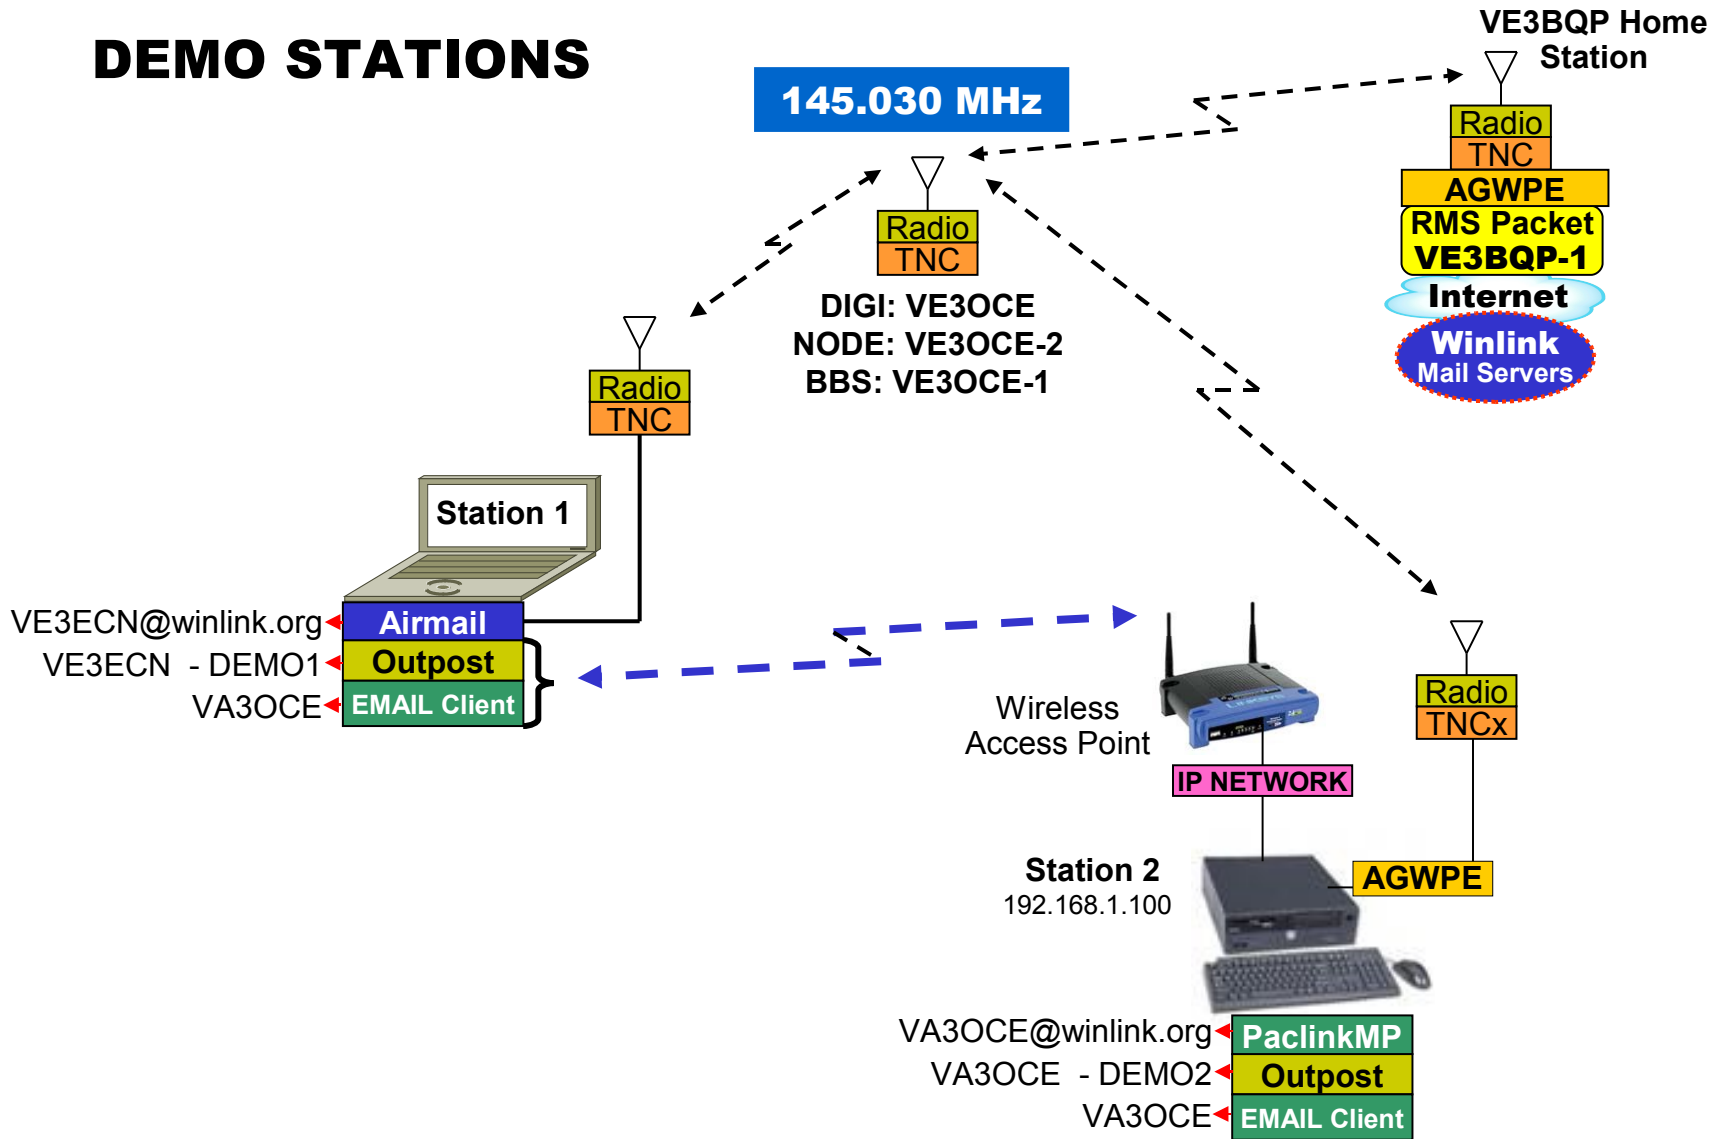 DEMO STATIONS
VE3BQP Home
Station
145.030 MHz
Radio
TNC
AGWPE
RMS Packet
VE3BQP-1
Internet
Winlink
Mail Servers
Radio
TNC
DIGI: VE3OCE
NODE: VE3OCE-2
BBS: VE3OCE-1
Radio
TNC
Station 1
VE3ECN@winlink.org
Airmail
VE3ECN - DEMO1
Outpost
VA3OCE
EMAIL Client
Wireless
Access Point
IP NETWORK
Radio
TNCx
AGWPE
Station 2
192.168.1.100
VA3OCE@winlink.org
PaclinkMP
VA3OCE - DEMO2
Outpost
VA3OCE
EMAIL Client